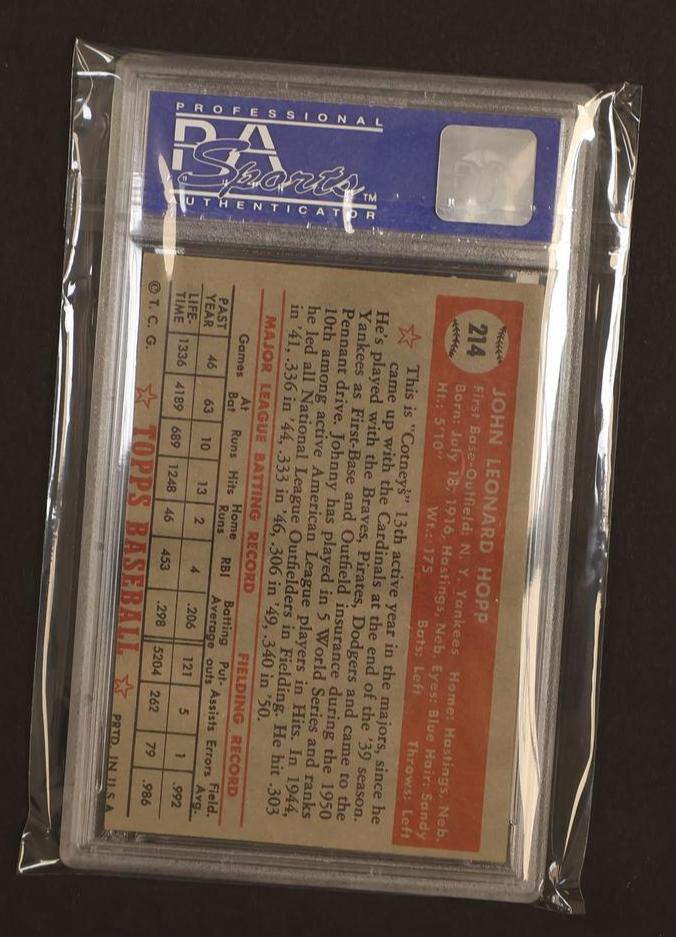 PROFESSIONAL
PSA
Sports™
AUTHENTICATOR
214
JOHN LEONARD HOPP
First Base-Outfield: N. Y. Yankees Home: Hastings, Neb.
Born: July 18, 1916, Hastings, Neb. Eyes: Blue Hair: Sandy
Ht.: 5'10" Wt.: 175 Bats: Left Throws: Left
This is "Cotney's" 13th active year in the majors, since he
came up with the Cardinals at the end of the '39 season.
He's played with the Braves, Pirates, Dodgers and came to the
Yankees as First-Base and Outfield insurance during the 1950
Pennant drive. Johnny has played in 5 World Series and ranks
10th among active American League players in Hits. In 1944,
he led all National League Outfielders in Fielding. He hit .303
in '41, .336 in '44, .333 in '46, .306 in '49, .340 in '50.
MAJOR LEAGUE BATTING RECORD FIELDING RECORD
Games At Bat Runs Hits Home Runs RBI Batting Average Put-outs Assists Errors Field. Avg.
PAST YEAR 46 63 10 13 2 4 .206 121 5 1 .992
LIFE-TIME 1336 4189 689 1248 46 453 .298 5204 262 79 .986
© T. C. G. TOPPS BASEBALL PRTD. IN U.S.A.